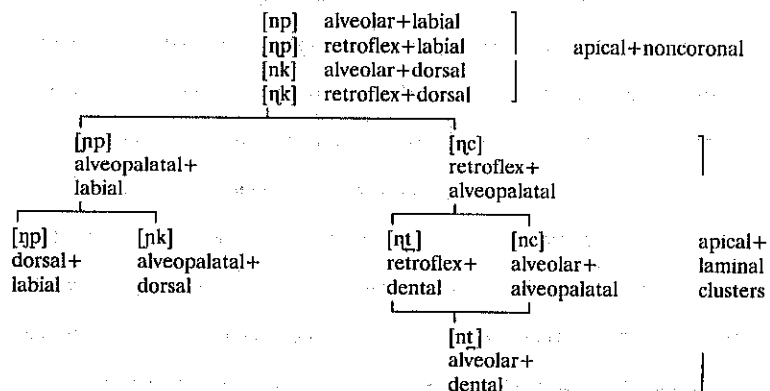 [np] alveolar+labial
[ɳp] retroflex+labial apical+noncoronal
[nk] alveolar+dorsal
[ɳk] retroflex+dorsal
[ɲp] [ɳc]
alveopalatal+ retroflex+
labial alveopalatal
[ŋp] [ɲk] [ɳt̪] [nc] apical+
dorsal+ alveopalatal+ retroflex+ alveolar+ laminal
labial dorsal dental alveopalatal clusters
[nt̪]
alveolar+
dental